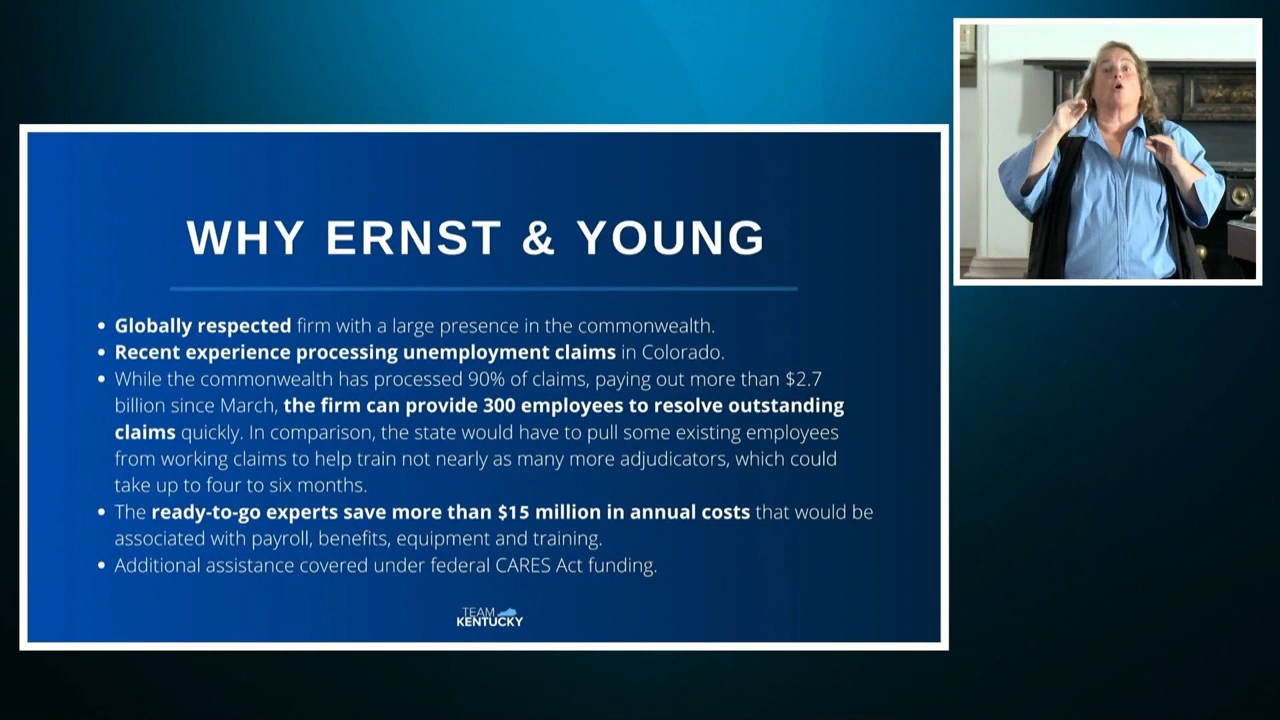 WHY ERNST & YOUNG
• Globally respected firm with a large presence in the commonwealth.
• Recent experience processing unemployment claims in Colorado.
• While the commonwealth has processed 90% of claims, paying out more than $2.7
billion since March, the firm can provide 300 employees to resolve outstanding
claims quickly. In comparison, the state would have to pull some existing employees
from working claims to help train not nearly as many more adjudicators, which could
take up to four to six months.
• The ready-to-go experts save more than $15 million in annual costs that would be
associated with payroll, benefits, equipment and training.
• Additional assistance covered under federal CARES Act funding.
TEAM
KENTUCKY